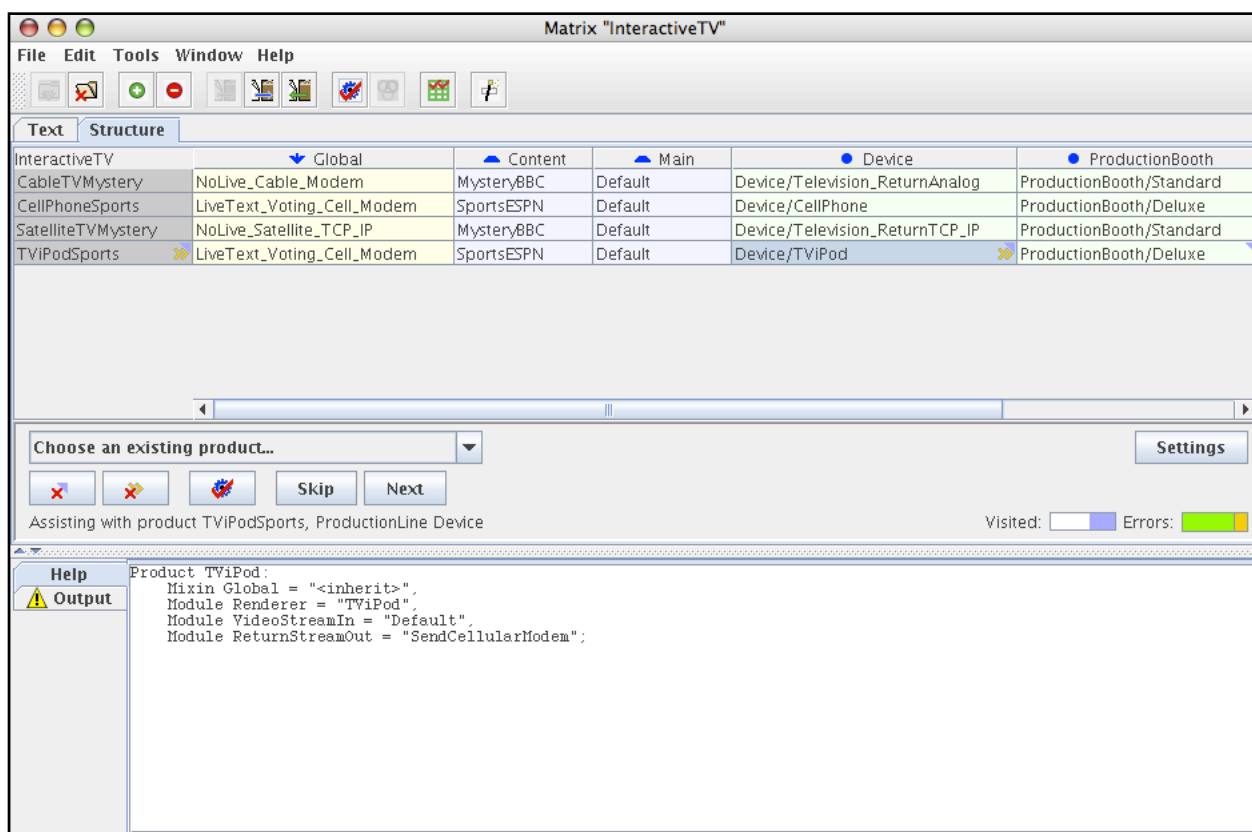 Matrix "InteractiveTV"
File Edit Tools Window Help
Text Structure
InteractiveTV Global Content Main Device ProductionBooth
CableTVMystery NoLive_Cable_Modem MysteryBBC Default Device/Television_ReturnAnalog ProductionBooth/Standard
CellPhoneSports LiveText_Voting_Cell_Modem SportsESPN Default Device/CellPhone ProductionBooth/Deluxe
SatelliteTVMystery NoLive_Satellite_TCP_IP MysteryBBC Default Device/Television_ReturnTCP_IP ProductionBooth/Standard
TViPodSports LiveText_Voting_Cell_Modem SportsESPN Default Device/TViPod ProductionBooth/Deluxe
Choose an existing product... Settings
Skip Next
Assisting with product TViPodSports, ProductionLine Device Visited: Errors:
Help
Output
Product TViPod:
Mixin Global = "<inherit>",
Module Renderer = "TViPod",
Module VideoStreamIn = "Default",
Module ReturnStreamOut = "SendCellularModem";